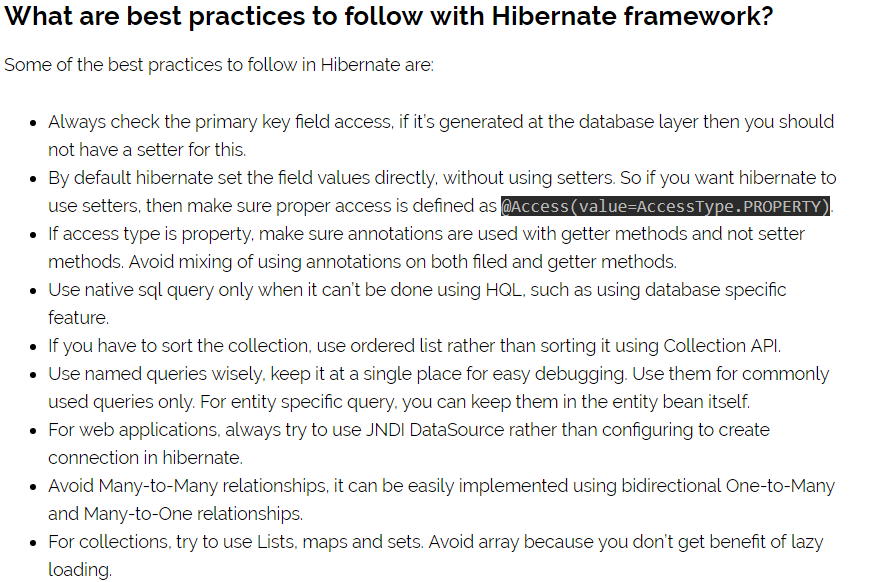 What are best practices to follow with Hibernate framework?
Some of the best practices to follow in Hibernate are:
• Always check the primary key field access, if it's generated at the database layer then you should
not have a setter for this.
• By default hibernate set the field values directly, without using setters. So if you want hibernate to
use setters, then make sure proper access is defined as @Access(value=AccessType.PROPERTY).
• If access type is property, make sure annotations are used with getter methods and not setter
methods. Avoid mixing of using annotations on both filed and getter methods.
• Use native sql query only when it can't be done using HQL, such as using database specific
feature.
• If you have to sort the collection, use ordered list rather than sorting it using Collection API.
• Use named queries wisely, keep it at a single place for easy debugging. Use them for commonly
used queries only. For entity specific query, you can keep them in the entity bean itself.
• For web applications, always try to use JNDI DataSource rather than configuring to create
connection in hibernate.
• Avoid Many-to-Many relationships, it can be easily implemented using bidirectional One-to-Many
and Many-to-One relationships.
• For collections, try to use Lists, maps and sets. Avoid array because you don't get benefit of lazy
loading.